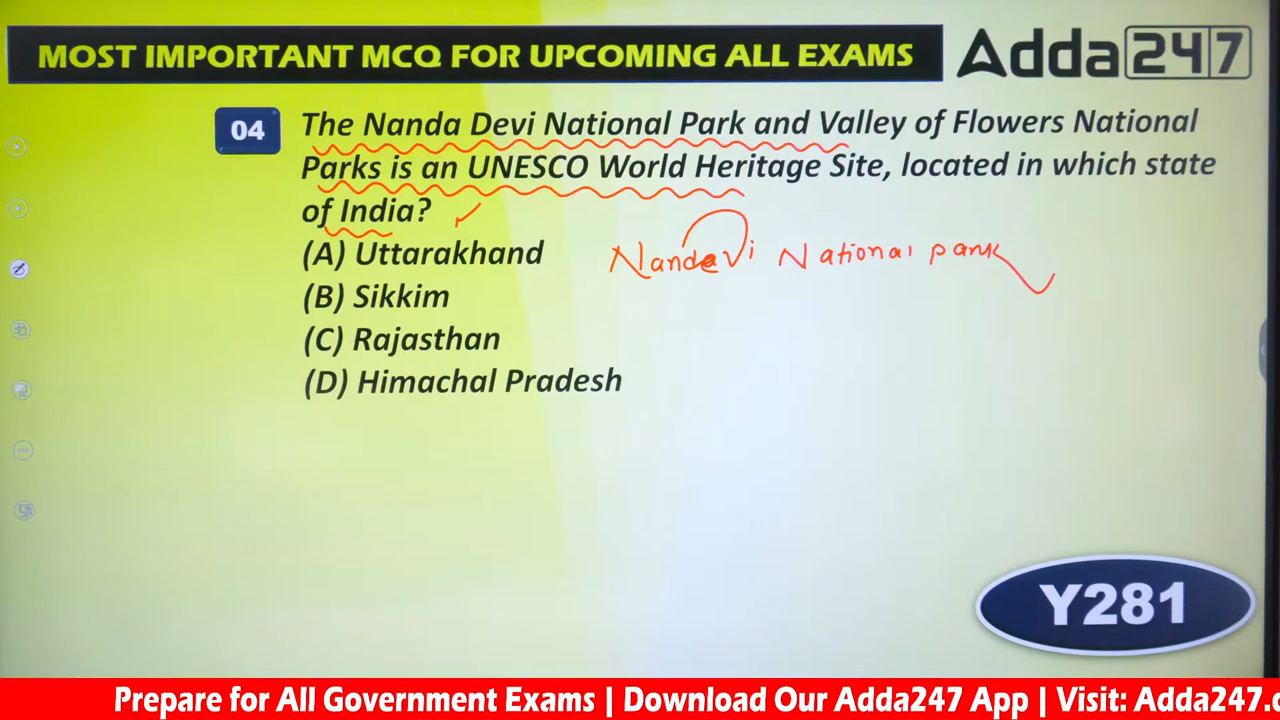 MOST IMPORTANT MCQ FOR UPCOMING ALL EXAMS
Adda247
04
The Nanda Devi National Park and Valley of Flowers National
Parks is an UNESCO World Heritage Site, located in which state
of India?
(A) Uttarakhand
Nandevi National park
(B) Sikkim
(C) Rajasthan
(D) Himachal Pradesh
Y281
Prepare for All Government Exams | Download Our Adda247 App | Visit: Adda247.c